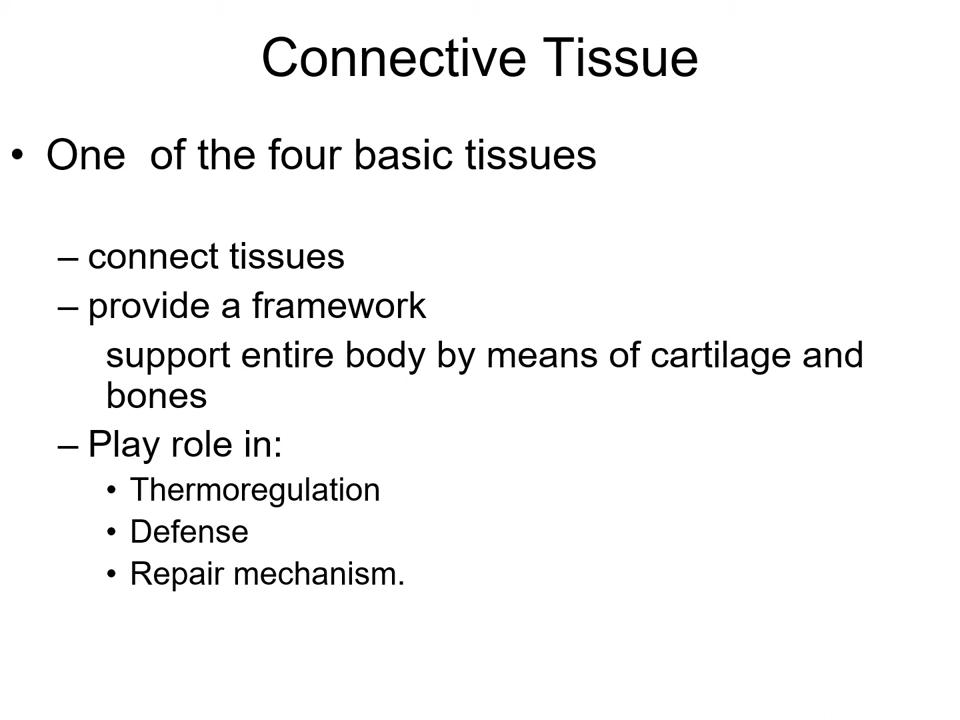 Connective Tissue
• One  of the four basic tissues
– connect tissues
– provide a framework
support entire body by means of cartilage and
bones
– Play role in:
• Thermoregulation
• Defense
• Repair mechanism.